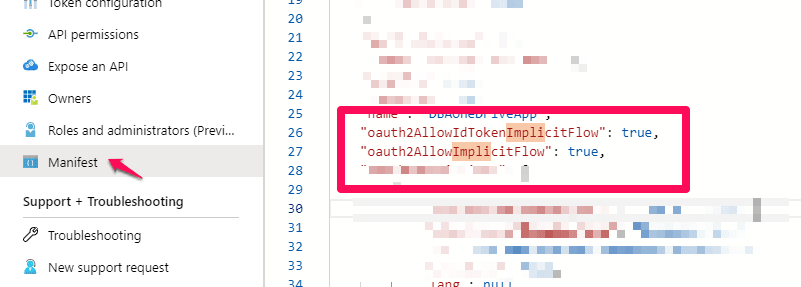 Token configuration
API permissions
Expose an API
Owners
Roles and administrators (Previ...
Manifest
Support + Troubleshooting
Troubleshooting
New support request
19
20
21
22
23
24
25 "name": "DBAoneDriveApp",
26 "oauth2AllowIdTokenImplicitFlow": true,
27 "oauth2AllowImplicitFlow": true,
28
29
30
31
32
33
34 "lang": null